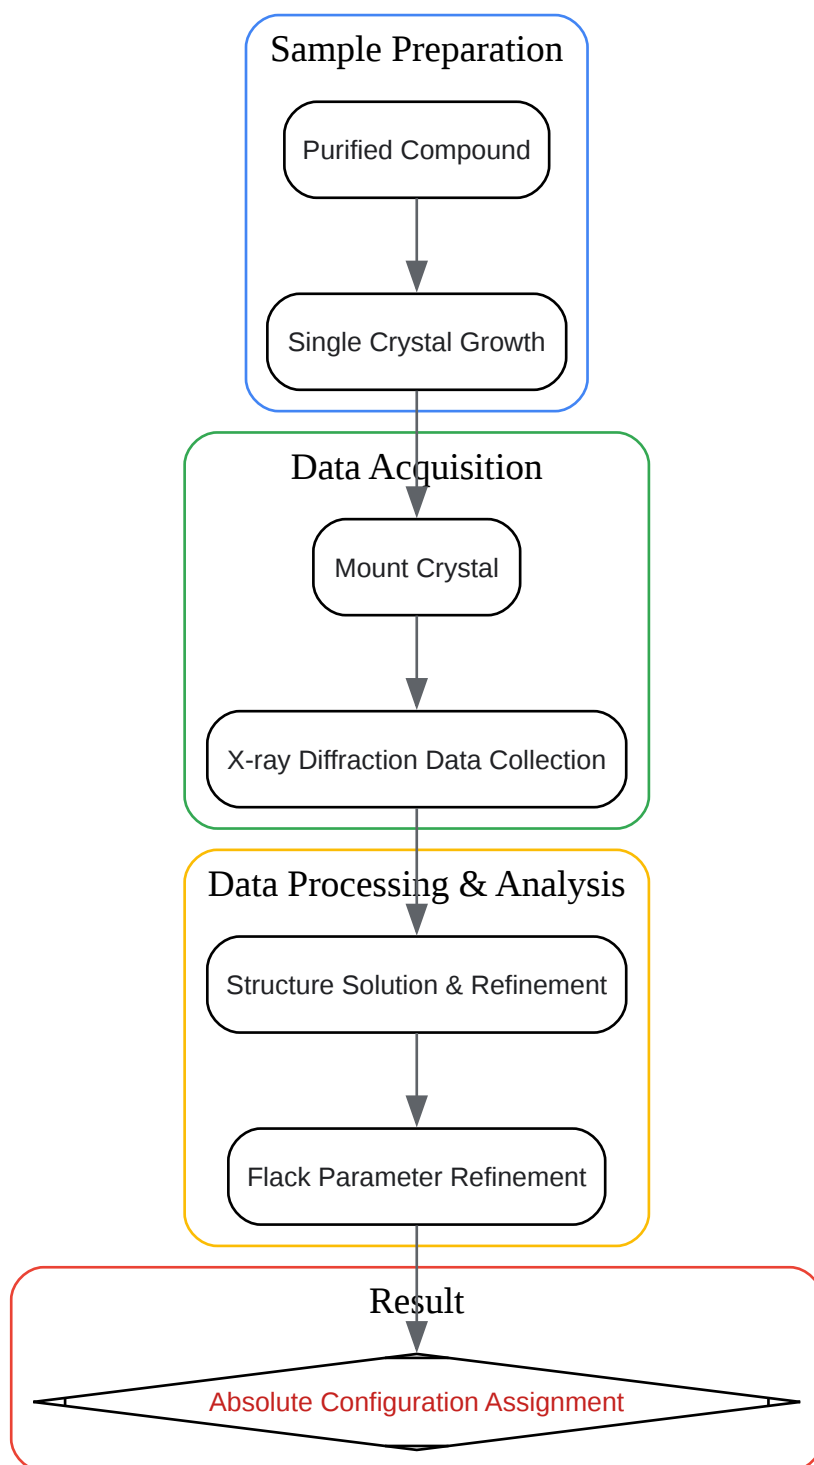 Sample Preparation
Purified Compound
Single Crystal Growth
Data Acquisition
Mount Crystal
X-ray Diffraction Data Collection
Data Processing & Analysis
Structure Solution & Refinement
Flack Parameter Refinement
Result
Absolute Configuration Assignment